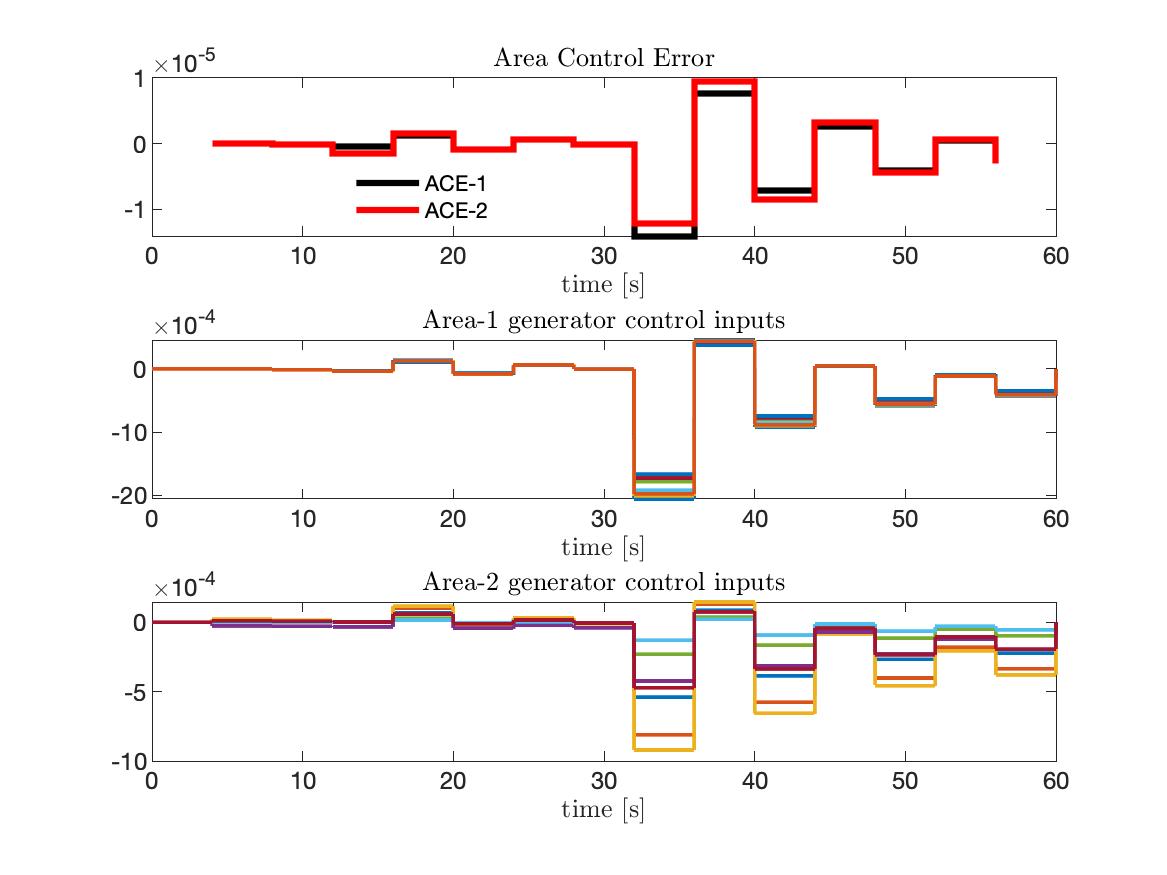 Area Control Error
×10-5
1
0
-1
ACE-1
ACE-2
0 10 20 30 40 50 60
time [s]
Area-1 generator control inputs
×10-4
0
-10
-20
0 10 20 30 40 50 60
time [s]
Area-2 generator control inputs
×10-4
0
-5
-10
0 10 20 30 40 50 60
time [s]